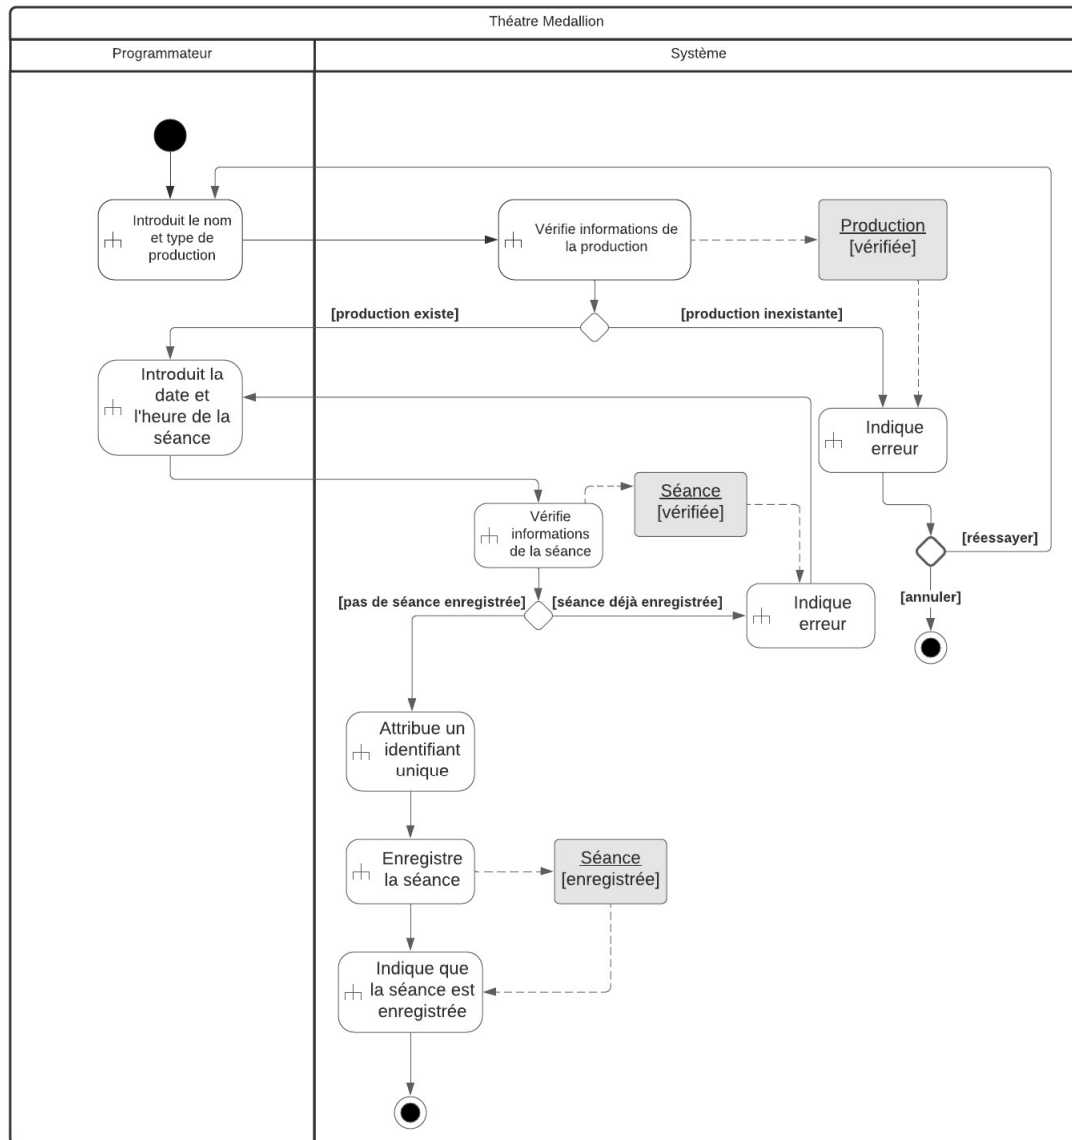 Théatre Medallion
Programmateur
Système
Introduit le nom
et type de
production
Vérifie informations de
la production
Production
[vérifiée]
[production existe]
[production inexistante]
Introduit la
date et
l'heure de la
séance
Indique
erreur
Séance
[vérifiée]
Vérifie
informations
de la séance
[réessayer]
[annuler]
[pas de séance enregistrée]
[séance déjà enregistrée]
Indique
erreur
Attribue un
identifiant
unique
Enregistre
la séance
Séance
[enregistrée]
Indique que
la séance est
enregistrée